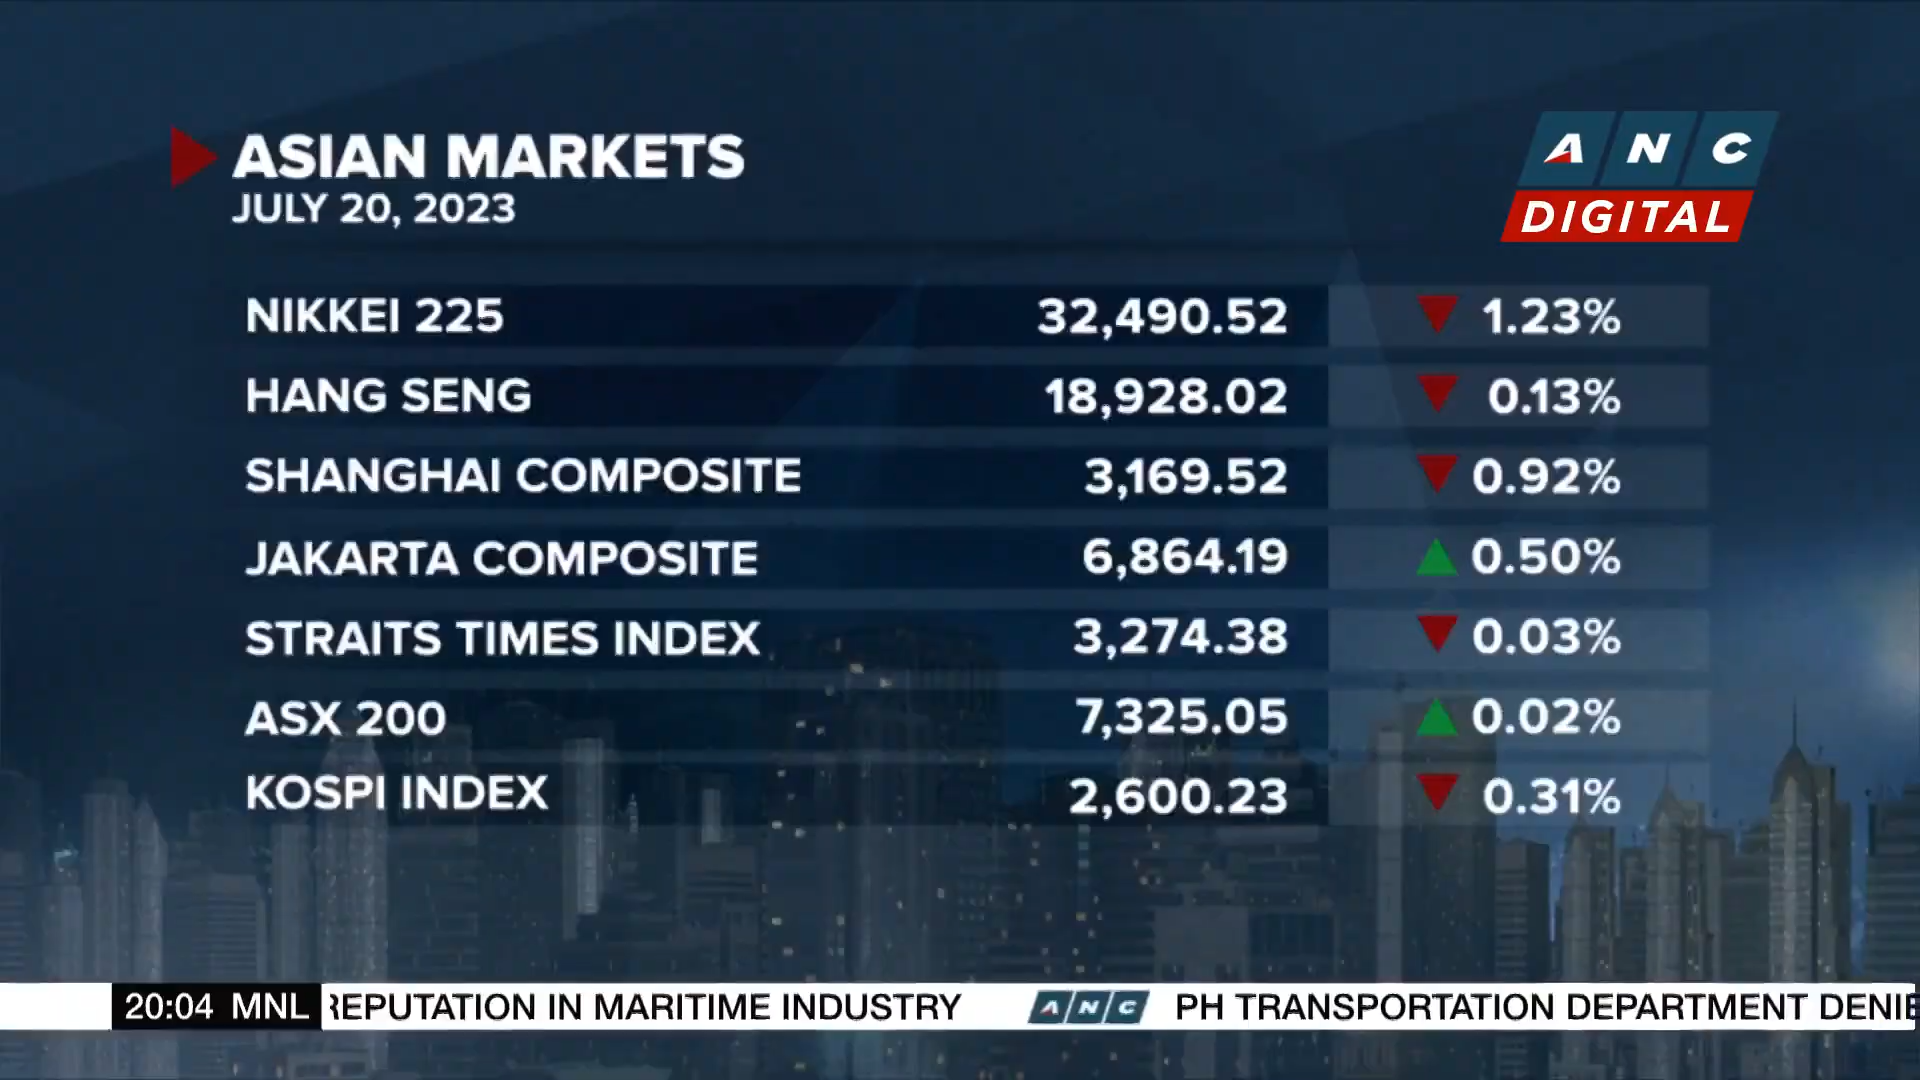 ASIAN MARKETS
JULY 20, 2023
ANC
DIGITAL
NIKKEI 225 32,490.52 1.23%
HANG SENG 18,928.02 0.13%
SHANGHAI COMPOSITE 3,169.52 0.92%
JAKARTA COMPOSITE 6,864.19 0.50%
STRAITS TIMES INDEX 3,274.38 0.03%
ASX 200 7,325.05 0.02%
KOSPI INDEX 2,600.23 0.31%
20:04 MNL REPUTATION IN MARITIME INDUSTRY ANC PH TRANSPORTATION DEPARTMENT DENIE